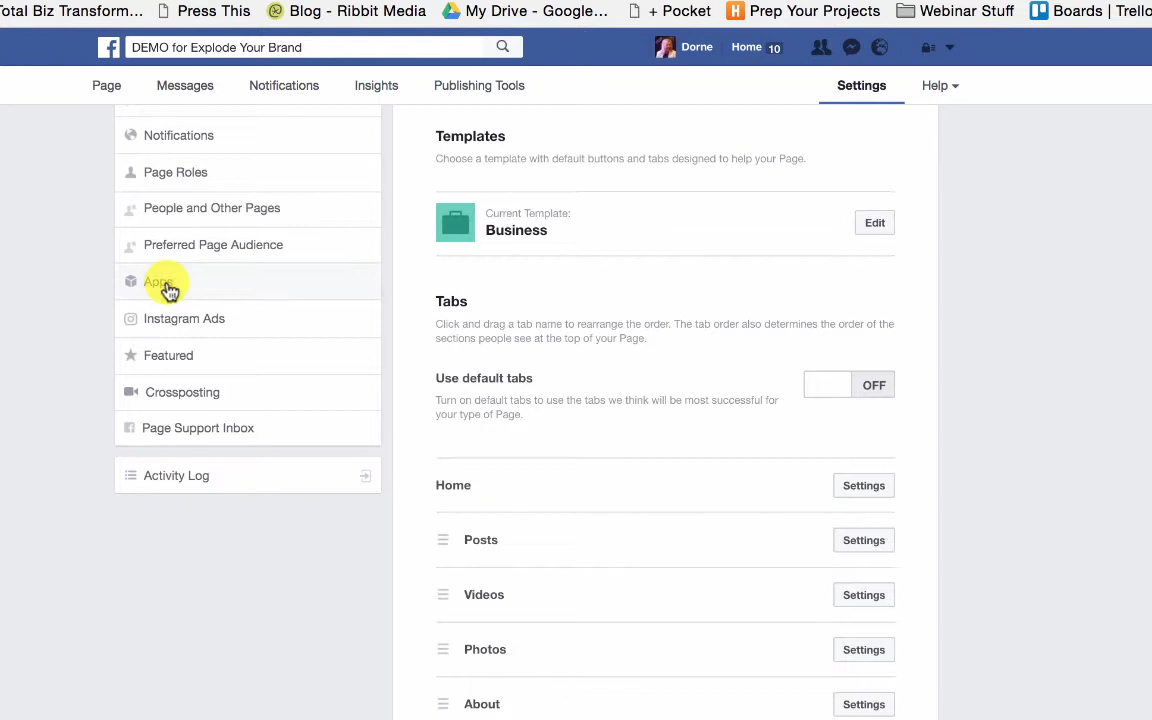 otal Biz Transform... Press This Blog - Ribbit Media My Drive - Google... + Pocket Prep Your Projects Webinar Stuff Boards | Trello
DEMO for Explode Your Brand Dorne Home 10
Page Messages Notifications Insights Publishing Tools Settings Help
Notifications
Page Roles
People and Other Pages
Preferred Page Audience
Apps
Instagram Ads
Featured
Crossposting
Page Support Inbox
Activity Log
Templates
Choose a template with default buttons and tabs designed to help your Page.
Current Template:
Business
Edit
Tabs
Click and drag a tab name to rearrange the order. The tab order also determines the order of the
sections people see at the top of your Page.
Use default tabs
OFF
Turn on default tabs to use the tabs we think will be most successful for
your type of Page.
Home Settings
Posts Settings
Videos Settings
Photos Settings
About Settings